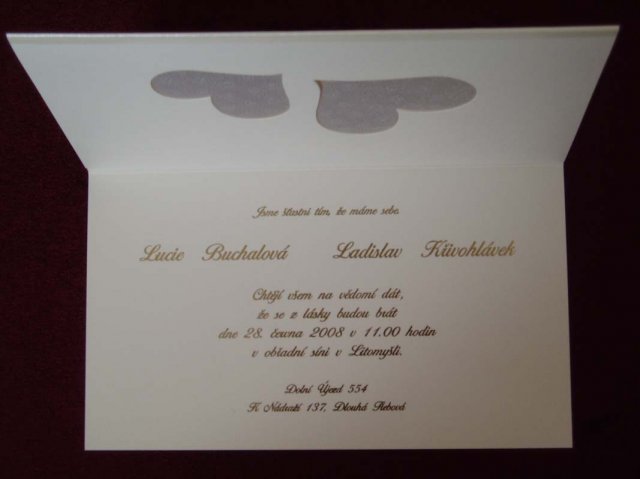 Jsme šťastni tím, že máme sebe.
Lucie Buchalová Ladislav Křivohlávek
Chtějí všem na vědomí dát,
že se z lásky budou brát
dne 28. června 2008 v 11.00 hodin
v obřadní síni v Litomyšli.
Dolní Újezd 554
K Nádraží 137, Dlouhá Třebová